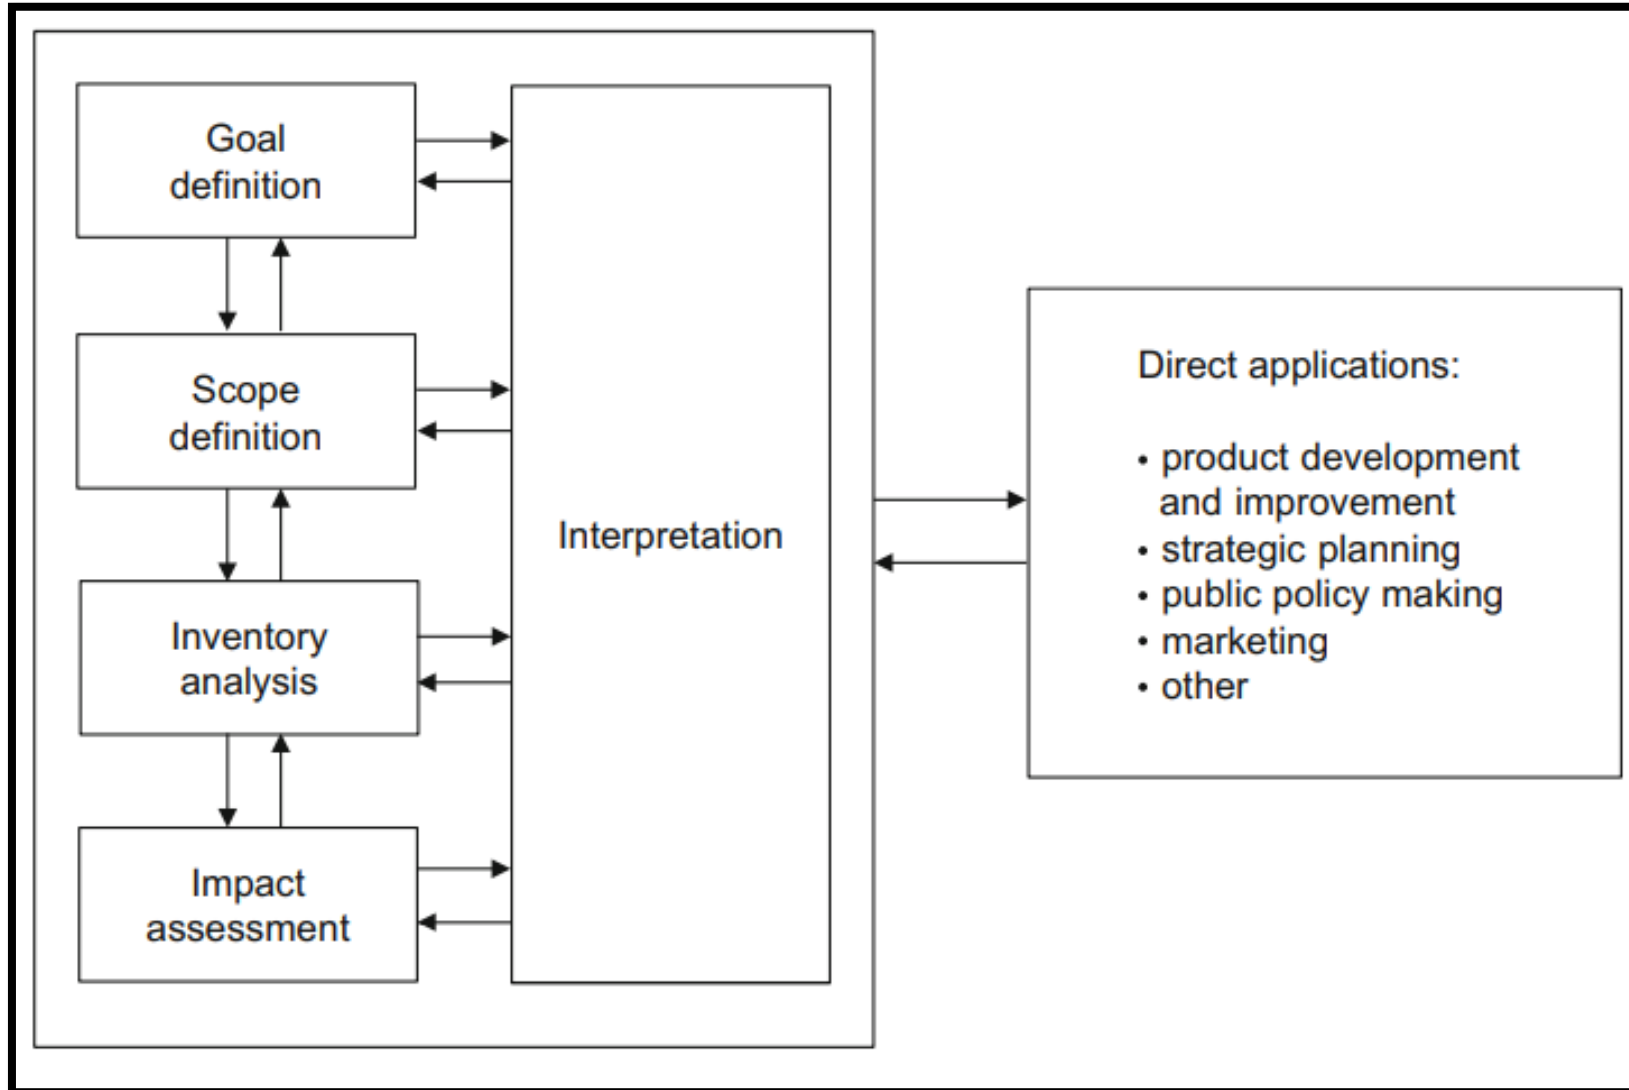 Goal
definition
Scope
definition
Inventory
analysis
Impact
assessment
Interpretation
Direct applications:
• product development
and improvement
• strategic planning
• public policy making
• marketing
• other